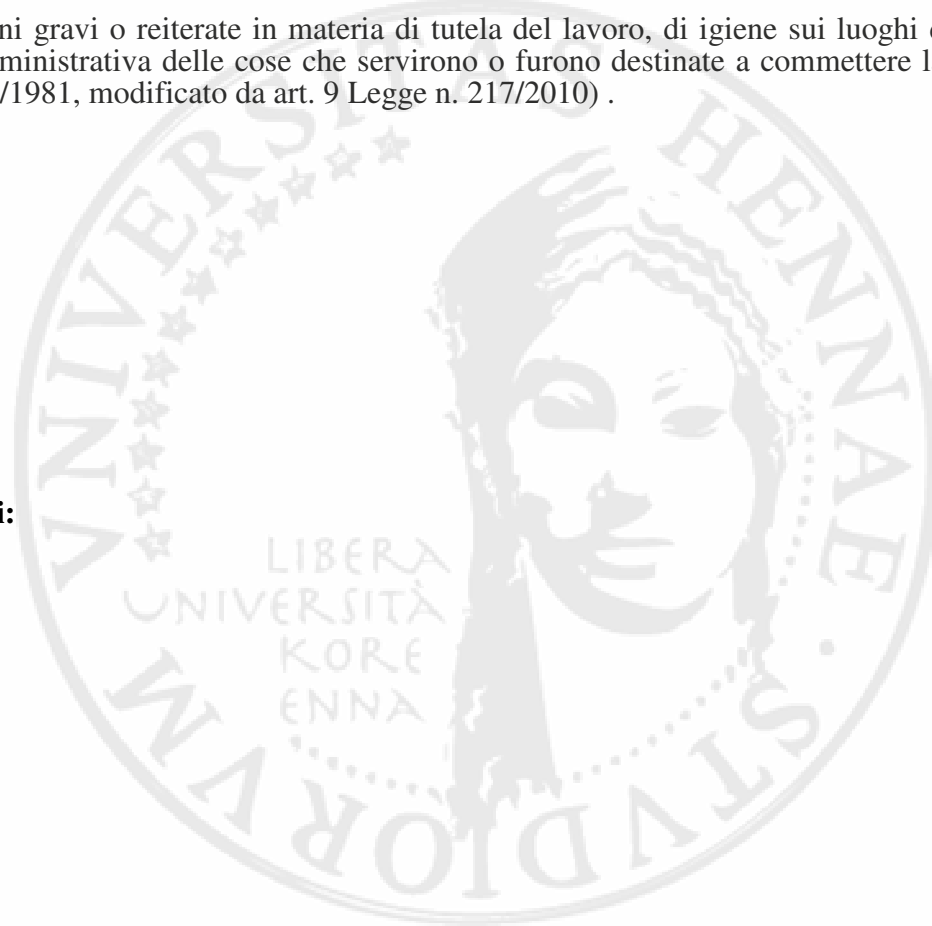 ni gravi o reiterate in materia di tutela del lavoro, di igiene sui luoghi
ministrativa delle cose che servirono o furono destinate a commettere l
/1981, modificato da art. 9 Legge n. 217/2010) .
i:
VNIVERSITAS HENNAE · STVDIORVM
LIBERA
UNIVERSITÀ
KORE
ENNA